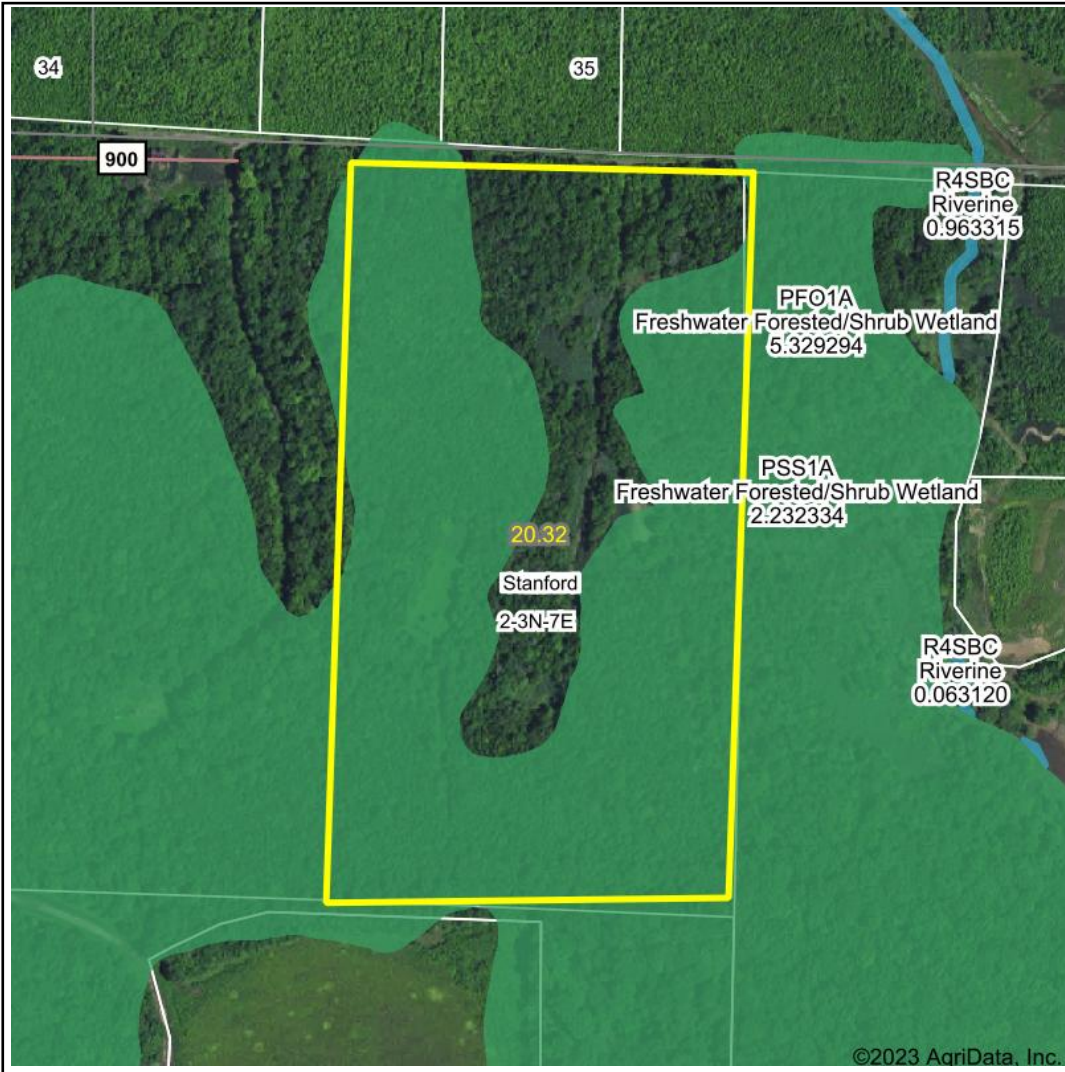 34
35
900
R4SBC
Riverine
0.963315
PFO1A
Freshwater Forested/Shrub Wetland
5.329294
PSS1A
Freshwater Forested/Shrub Wetland
2.232334
20.32
Stanford
2-3N-7E
R4SBC
Riverine
0.063120
©2023 AgriData, Inc.